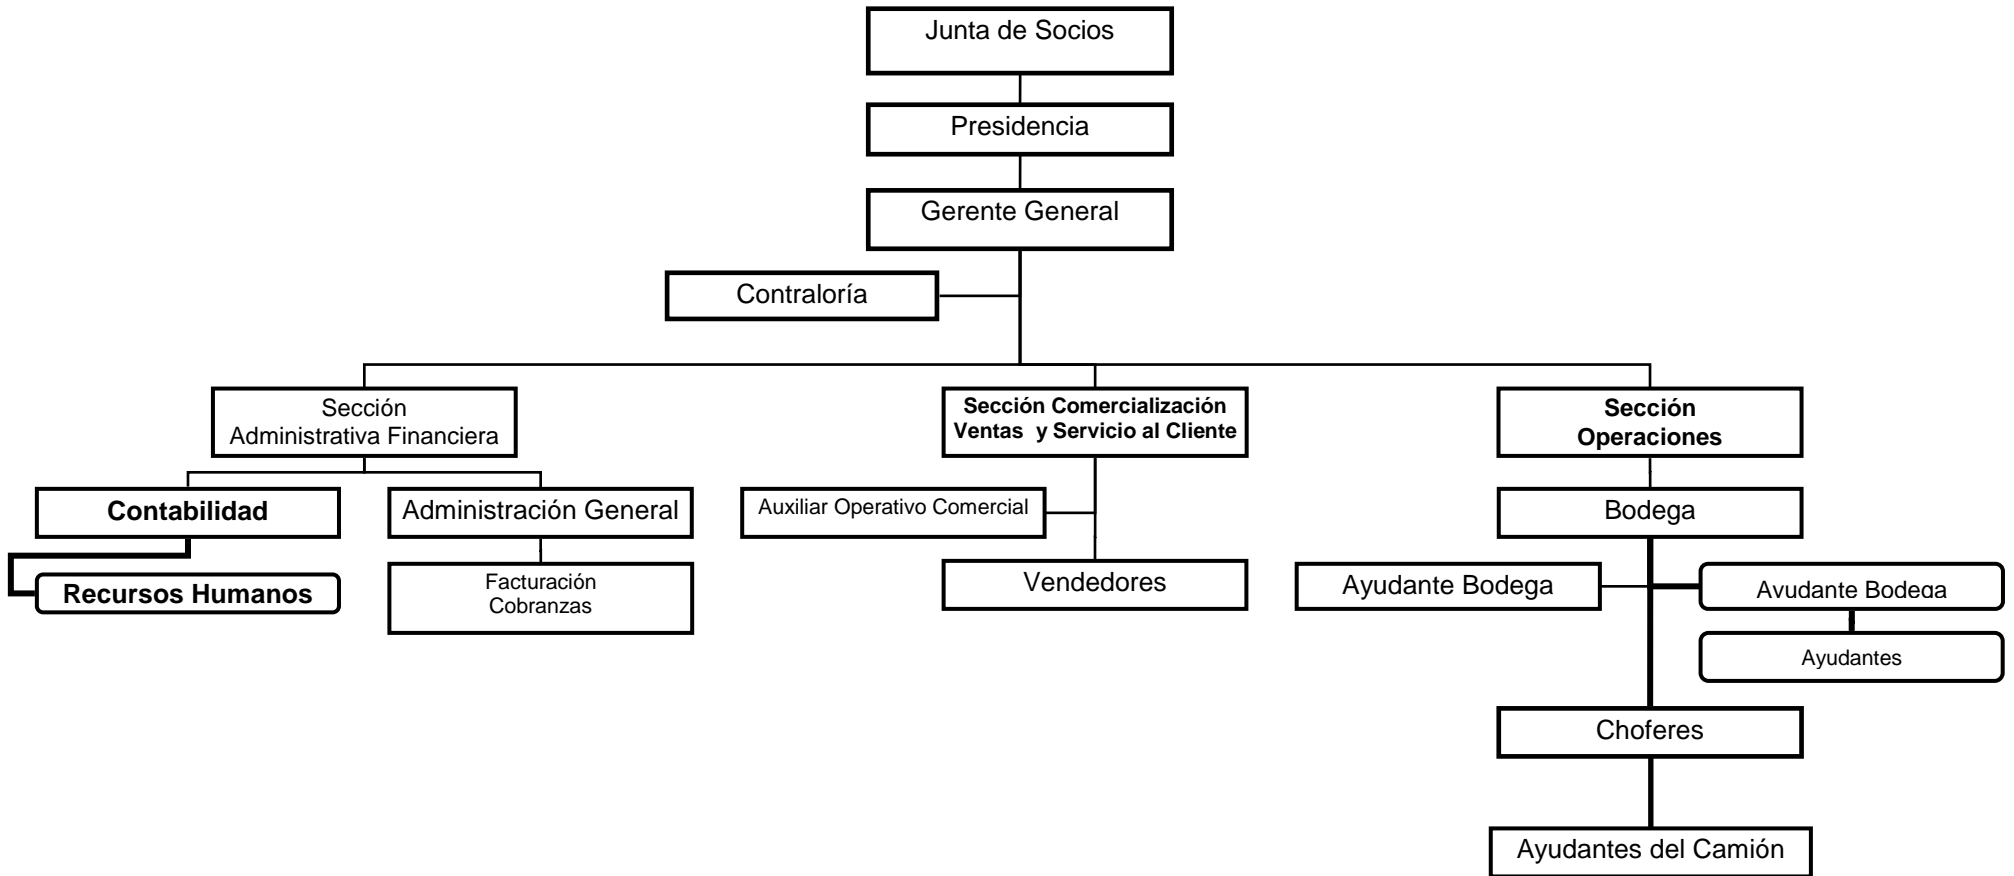 Junta de Socios
Presidencia
Gerente General
Contraloría
Sección
Administrativa Financiera
Sección Comercialización
Ventas y Servicio al Cliente
Sección
Operaciones
Contabilidad
Administración General
Auxiliar Operativo Comercial
Bodega
Recursos Humanos
Facturación
Cobranzas
Vendedores
Ayudante Bodega
Ayudante Bodega
Ayudantes
Choferes
Ayudantes del Camión